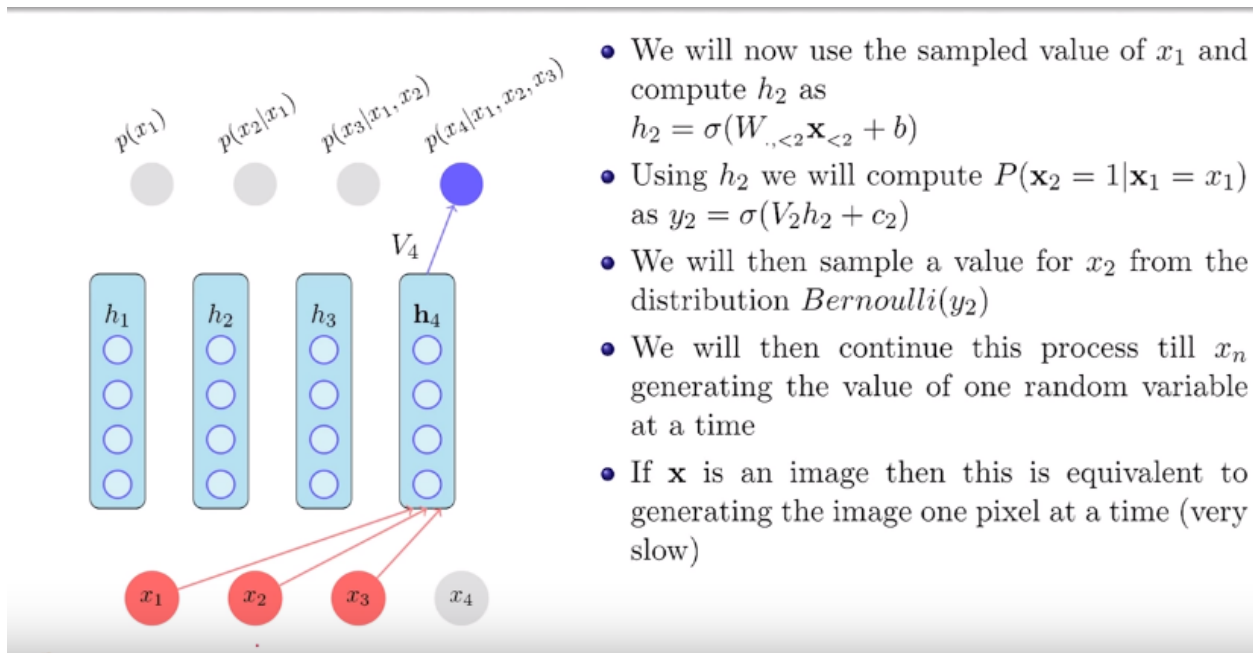 p(x₁)
p(x₂|x₁)
p(x₃|x₁, x₂)
p(x₄|x₁, x₂, x₃)
V₄
h₁
h₂
h₃
h₄
x₁
x₂
x₃
x₄
We will now use the sampled value of x₁ and
compute h₂ as
h₂ = σ(W.,<₂x<₂ + b)
Using h₂ we will compute P(x₂ = 1|x₁ = x₁)
as y₂ = σ(V₂h₂ + c₂)
We will then sample a value for x₂ from the
distribution Bernoulli(y₂)
We will then continue this process till xₙ
generating the value of one random variable
at a time
If x is an image then this is equivalent to
generating the image one pixel at a time (very
slow)